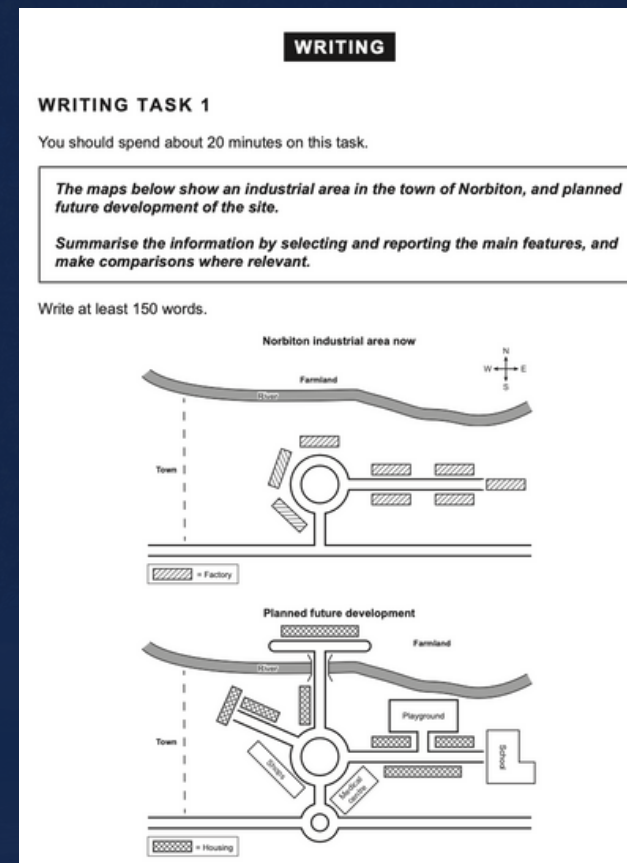 WRITING
WRITING TASK 1
You should spend about 20 minutes on this task.
The maps below show an industrial area in the town of Norbiton, and planned
future development of the site.
Summarise the information by selecting and reporting the main features, and
make comparisons where relevant.
Write at least 150 words.
Norbiton industrial area now
N
W E
S
Farmland
River
Town
= Factory
Planned future development
Farmland
River
Playground
Town
Shops
School
Medical
centre
= Housing